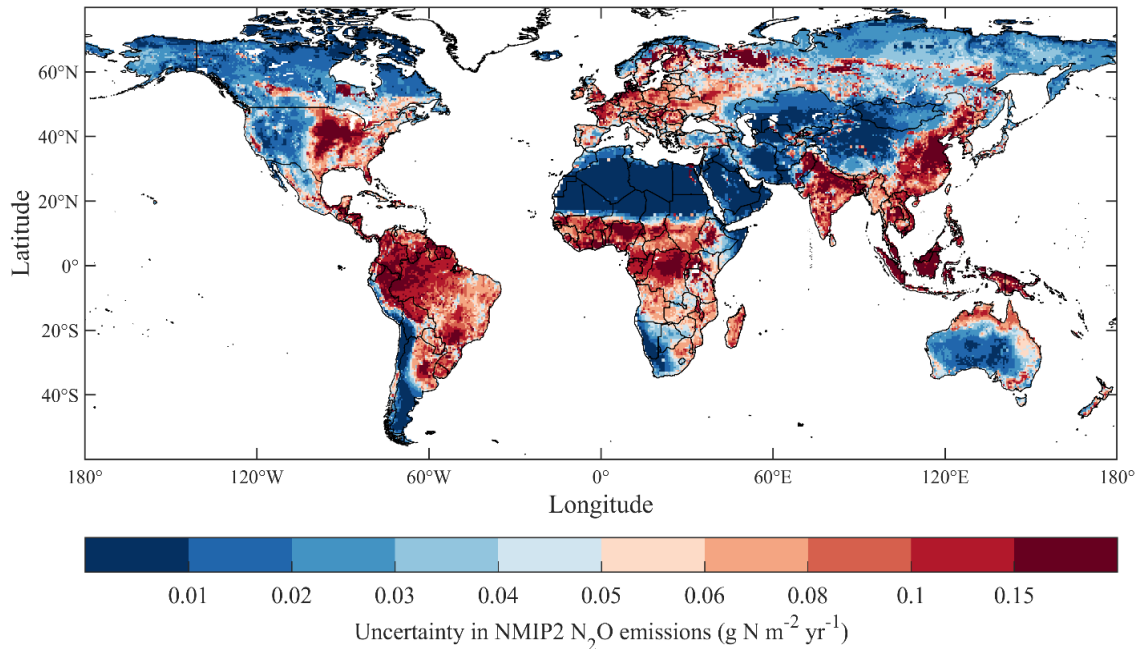 60°N
40°N
20°N
0°
20°S
40°S
Latitude
180° 120°W 60°W 0° 60°E 120°E 180°
Longitude
0.01 0.02 0.03 0.04 0.05 0.06 0.08 0.1 0.15
Uncertainty in NMIP2 N₂O emissions (g N m⁻² yr⁻¹)